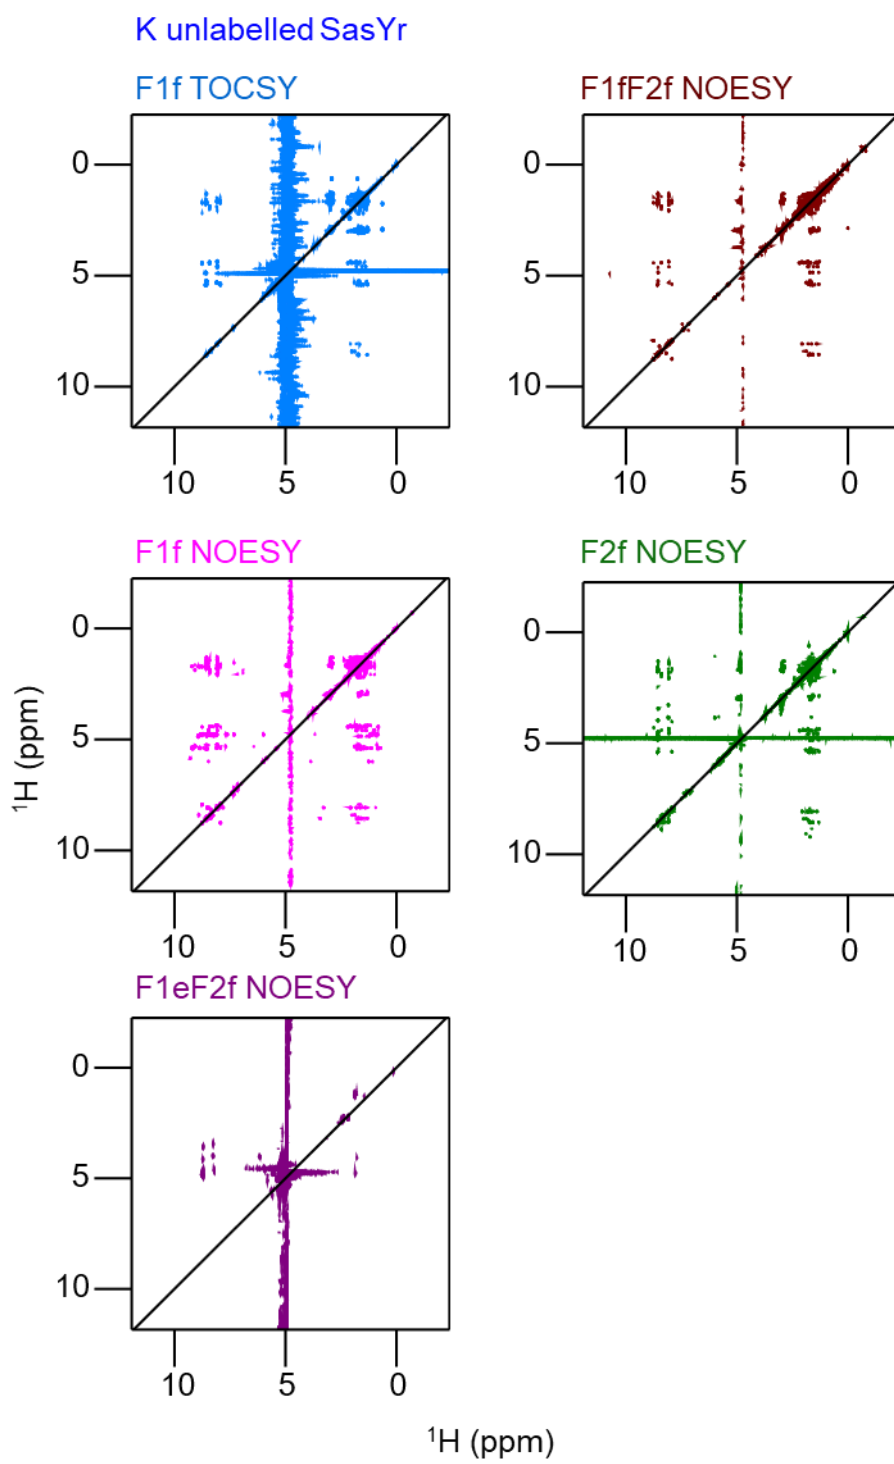 K unlabelled SasYr
F1f TOCSY
F1fF2f NOESY
0
5
10
10 5 0
0
5
10
10 5 0
F1f NOESY
F2f NOESY
0
5
10
10 5 0
0
5
10
10 5 0
¹H (ppm)
F1eF2f NOESY
0
5
10
10 5 0
¹H (ppm)